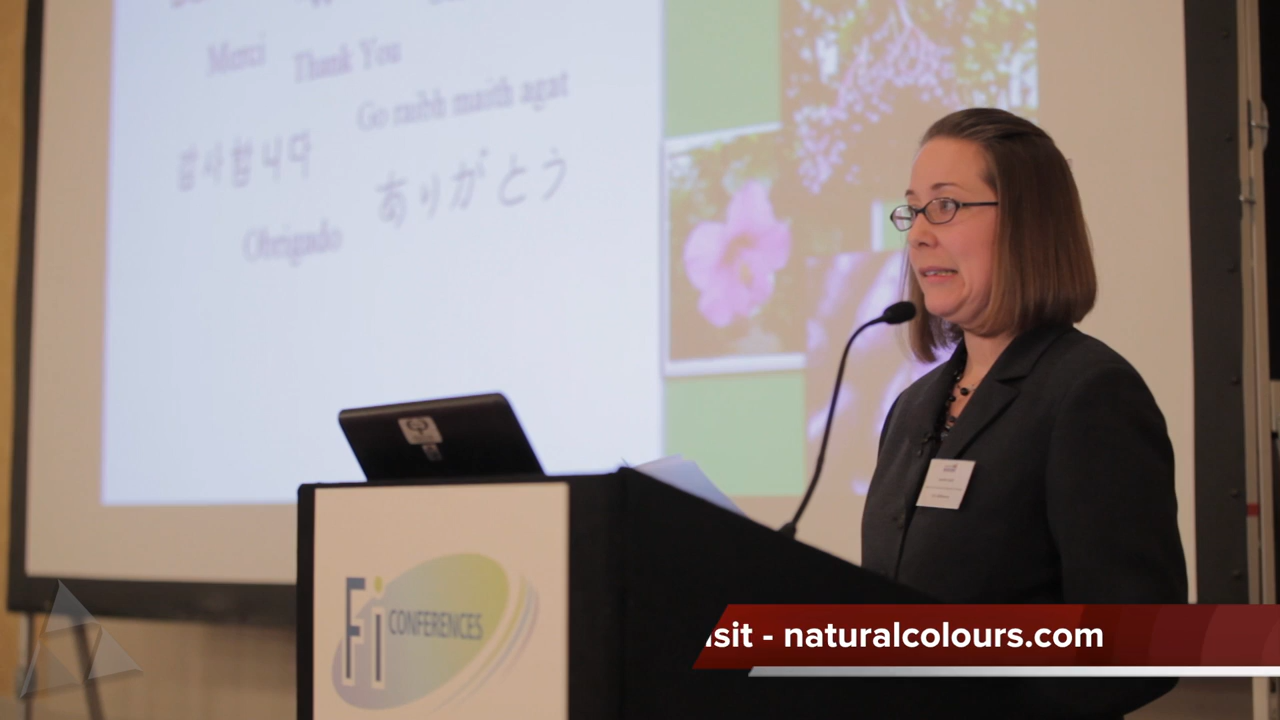 Merci
Thank You
Go raibh maith agat
감사합니다
ありがとう
Obrigado
Fi CONFERENCES
isit - naturalcolours.com